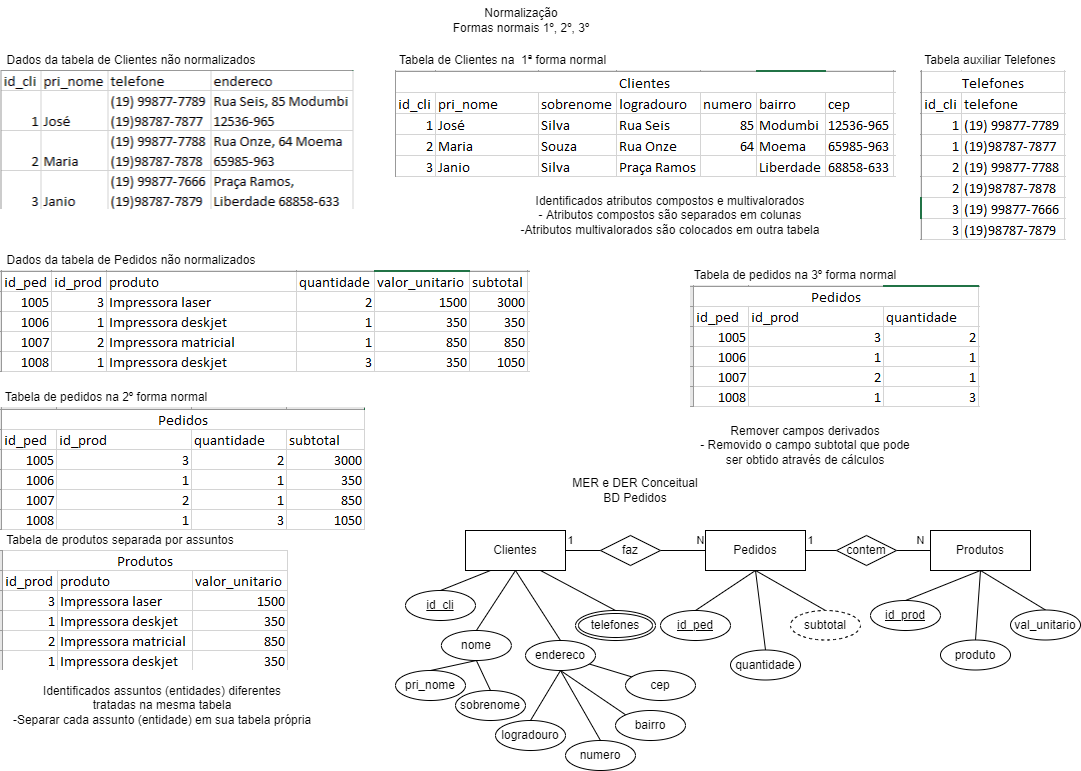 Normalização
Formas normais 1º, 2º, 3º
Dados da tabela de Clientes não normalizados
id_cli pri_nome telefone endereco
(19) 99877-7789 Rua Seis, 85 Modumbi
1 José (19)98787-7877 12536-965
(19) 99877-7788 Rua Onze, 64 Moema
2 Maria (19)98787-7878 65985-963
(19) 99877-7666 Praça Ramos,
3 Janio (19)98787-7879 Liberdade 68858-633
Tabela de Clientes na 1ª forma normal
Clientes
id_cli pri_nome sobrenome logradouro numero bairro cep
1 José Silva Rua Seis 85 Modumbi 12536-965
2 Maria Souza Rua Onze 64 Moema 65985-963
3 Janio Silva Praça Ramos Liberdade 68858-633
Identificados atributos compostos e multivalorados
- Atributos compostos são separados em colunas
-Atributos multivalorados são colocados em outra tabela
Tabela auxiliar Telefones
Telefones
id_cli telefone
1 (19) 99877-7789
1 (19)98787-7877
2 (19) 99877-7788
2 (19)98787-7878
3 (19) 99877-7666
3 (19)98787-7879
Dados da tabela de Pedidos não normalizados
id_ped id_prod produto quantidade valor_unitario subtotal
1005 3 Impressora laser 2 1500 3000
1006 1 Impressora deskjet 1 350 350
1007 2 Impressora matricial 1 850 850
1008 1 Impressora deskjet 3 350 1050
Tabela de pedidos na 3º forma normal
Pedidos
id_ped id_prod quantidade
1005 3 2
1006 1 1
1007 2 1
1008 1 3
Remover campos derivados
- Removido o campo subtotal que pode
ser obtido através de cálculos
Tabela de pedidos na 2º forma normal
Pedidos
id_ped id_prod quantidade subtotal
1005 3 2 3000
1006 1 1 350
1007 2 1 850
1008 1 3 1050
Tabela de produtos separada por assuntos
Produtos
id_prod produto valor_unitario
3 Impressora laser 1500
1 Impressora deskjet 350
2 Impressora matricial 850
1 Impressora deskjet 350
Identificados assuntos (entidades) diferentes
tratadas na mesma tabela
-Separar cada assunto (entidade) em sua tabela própria
MER e DER Conceitual
BD Pedidos
Clientes 1 faz N Pedidos 1 contem N Produtos
id_cli
telefones
id_ped
subtotal
id_prod
val_unitario
nome
endereco
quantidade
produto
pri_nome
sobrenome
cep
logradouro
bairro
numero